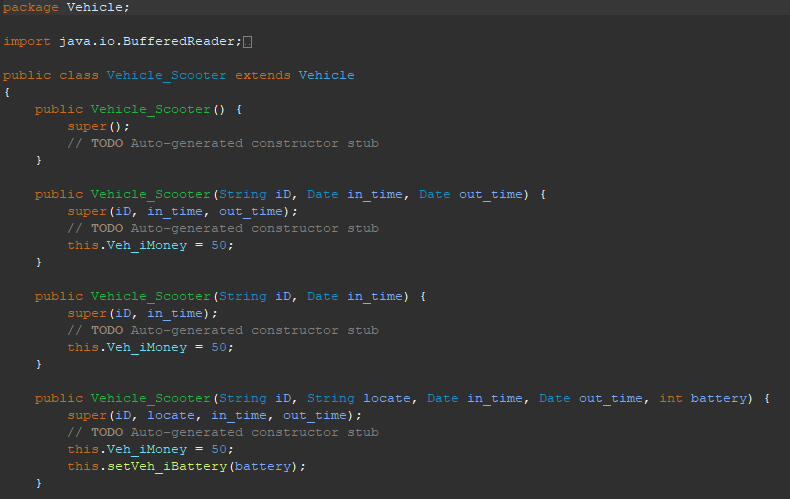 package Vehicle;
import java.io.BufferedReader;
public class Vehicle_Scooter extends Vehicle
{
    public Vehicle_Scooter() {
        super();
        // TODO Auto-generated constructor stub
    }
    public Vehicle_Scooter(String iD, Date in_time, Date out_time) {
        super(iD, in_time, out_time);
        // TODO Auto-generated constructor stub
        this.Veh_iMoney = 50;
    }
    public Vehicle_Scooter(String iD, Date in_time) {
        super(iD, in_time);
        // TODO Auto-generated constructor stub
        this.Veh_iMoney = 50;
    }
    public Vehicle_Scooter(String iD, String locate, Date in_time, Date out_time, int battery) {
        super(iD, locate, in_time, out_time);
        // TODO Auto-generated constructor stub
        this.Veh_iMoney = 50;
        this.setVeh_iBattery(battery);
    }